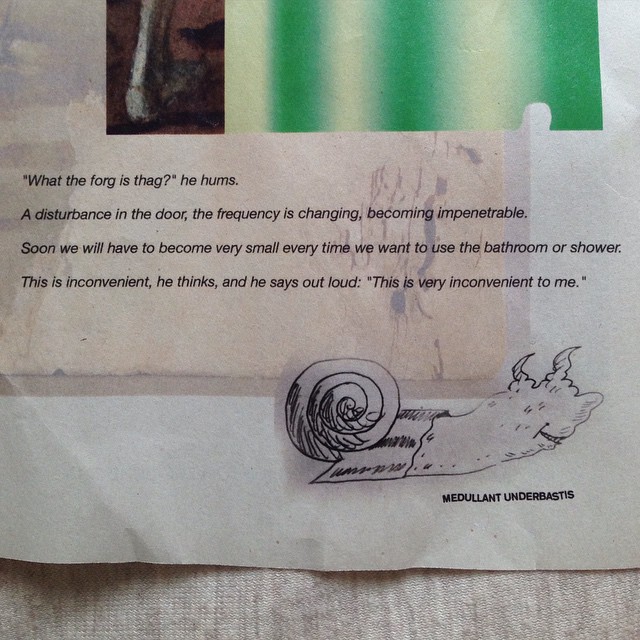 "What the forg is thag?" he hums.
A disturbance in the door, the frequency is changing, becoming impenetrable.
Soon we will have to become very small every time we want to use the bathroom or shower.
This is inconvenient, he thinks, and he says out loud: "This is very inconvenient to me."
MEDULLANT UNDERBASTIS